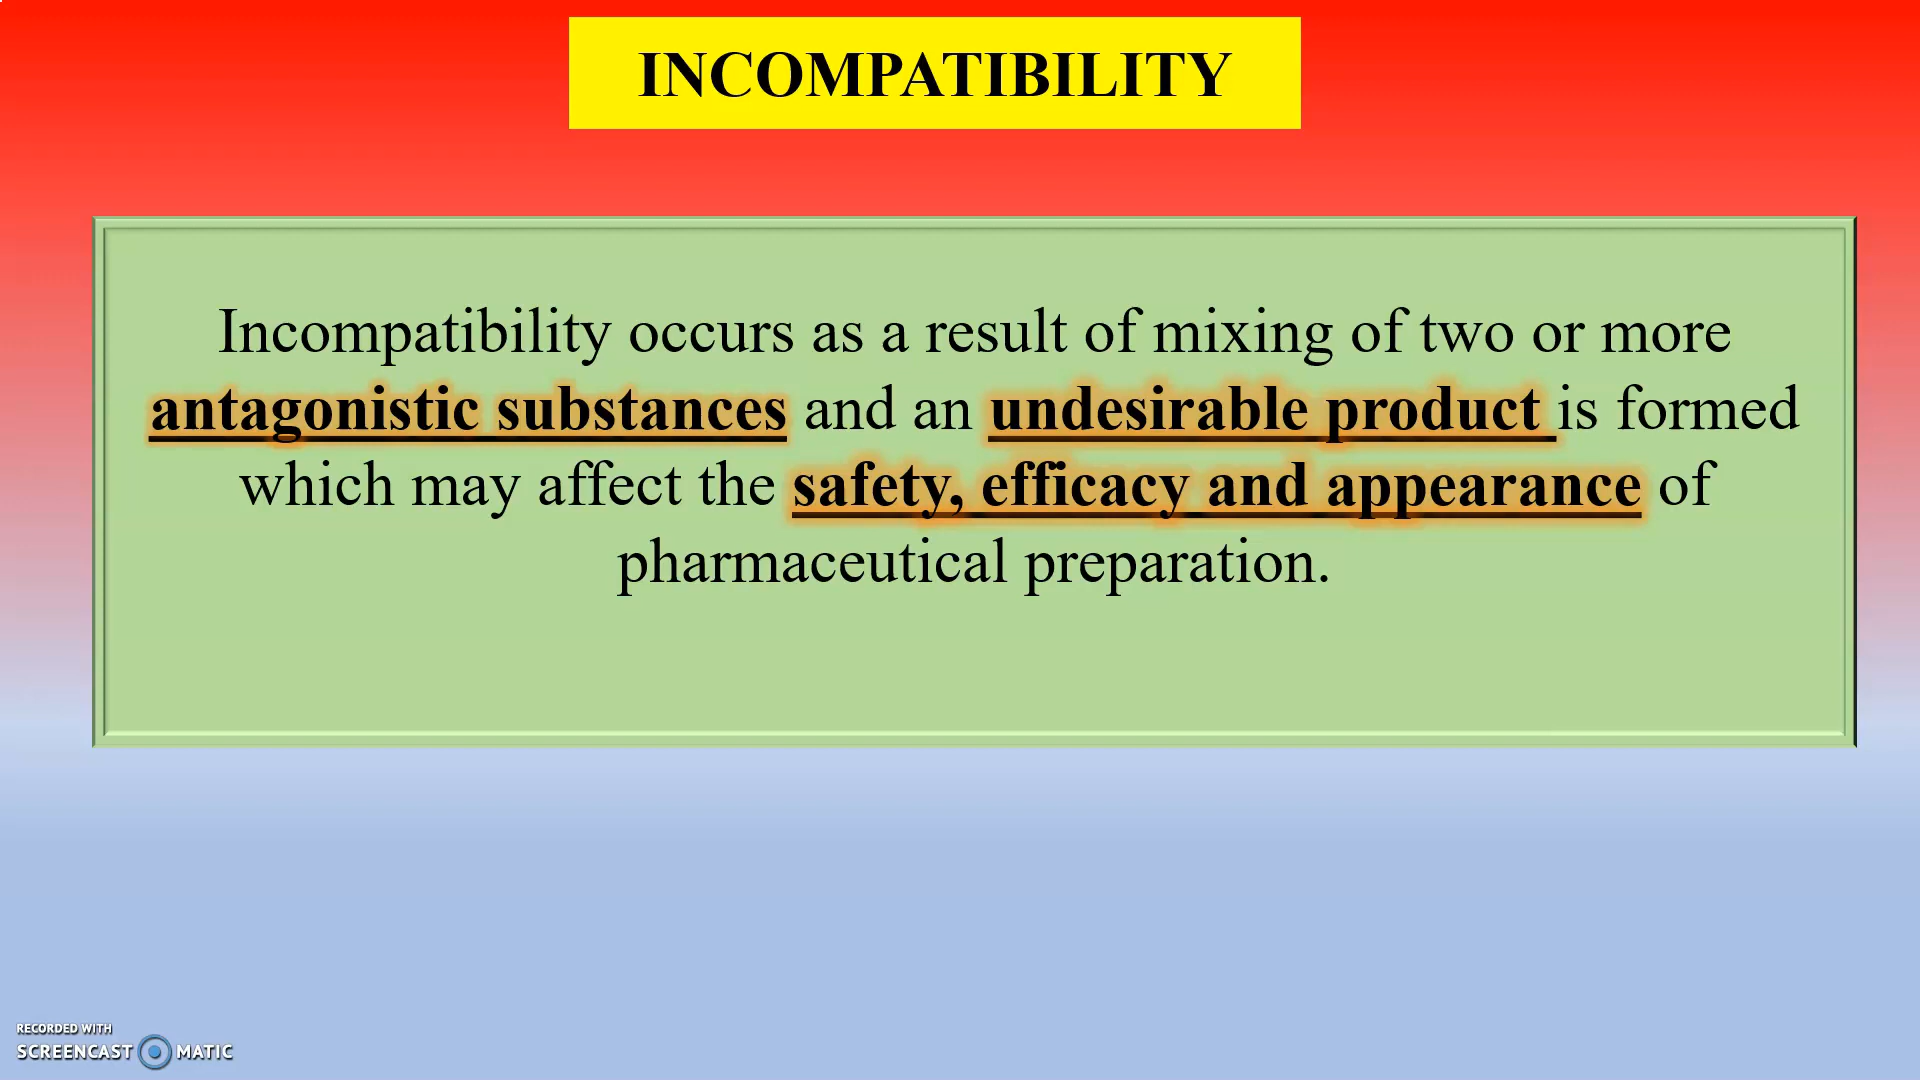 INCOMPATIBILITY
Incompatibility occurs as a result of mixing of two or more
antagonistic substances and an undesirable product is formed
which may affect the safety, efficacy and appearance of
pharmaceutical preparation.
RECORDED WITH
SCREENCAST MATIC